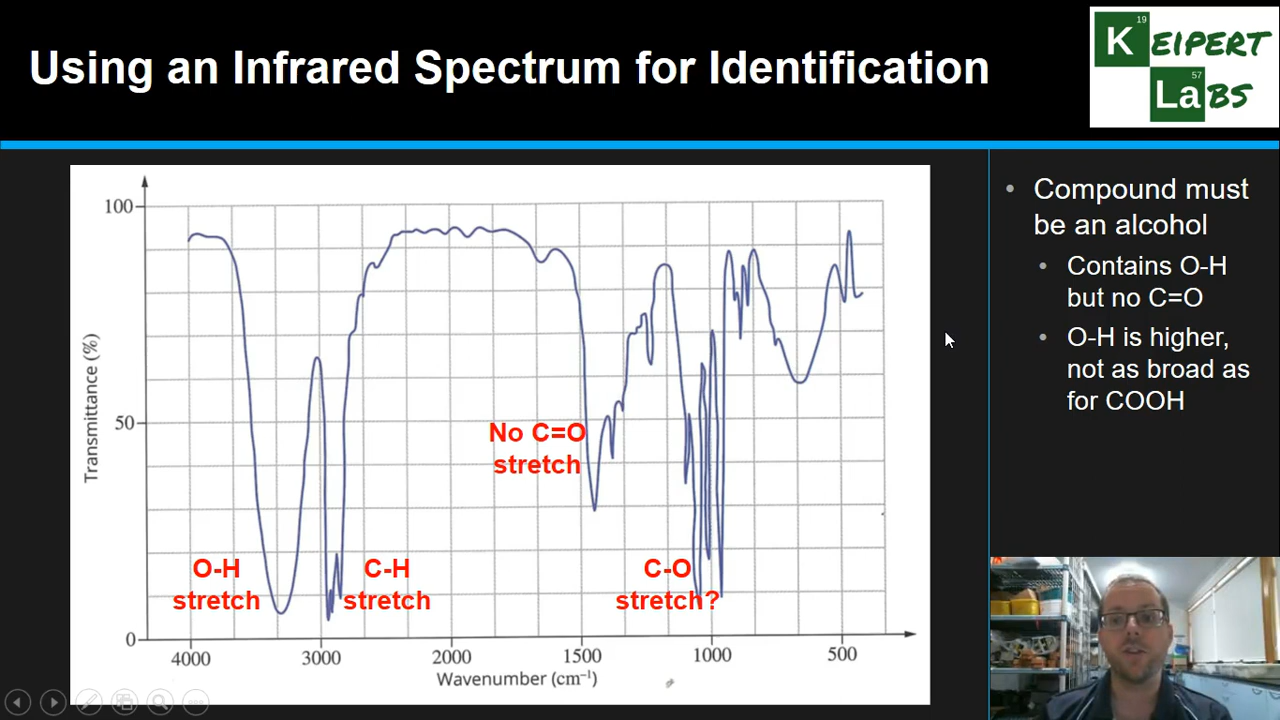 Using an Infrared Spectrum for Identification
19
KEIPERT
57
LaBS
100
50
0
Transmittance (%)
O-H
stretch
C-H
stretch
No C=O
stretch
C-O
stretch?
4000
3000
2000
1500
1000
500
Wavenumber (cm⁻¹)
• Compound must
be an alcohol
• Contains O-H
but no C=O
• O-H is higher,
not as broad as
for COOH